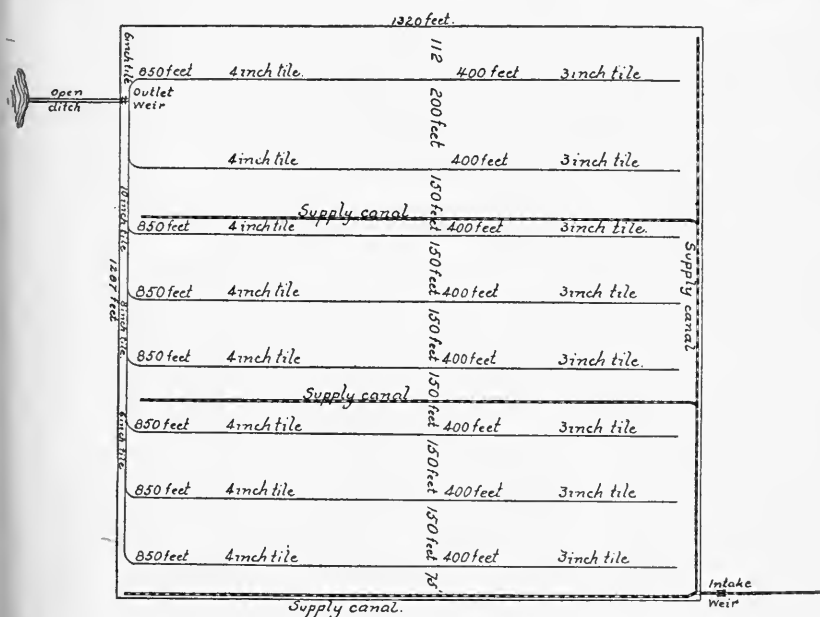 1320 feet.
6inch tile
112
850 feet 4 inch tile. 400 feet 3 inch tile
open
ditch
Outlet
Weir
200 feet
4 inch tile 400 feet 3 inch tile
150 feet
10 inch tile
Supply canal
850 feet 4 inch tile 400 feet 3 inch tile.
Supply canal
1207 feet
150 feet
850 feet 4 inch tile 400 feet 3 inch tile
8 inch tile.
150 feet
850 feet 4 inch tile 400 feet 3 inch tile.
150 feet
Supply canal
6 inch tile
850 feet 4 inch tile 400 feet 3 inch tile
150 feet
850 feet 4 inch tile 400 feet 3 inch tile
150 feet
850 feet 4 inch tile 400 feet 3 inch tile
75'
Intake
Weir
Supply canal.